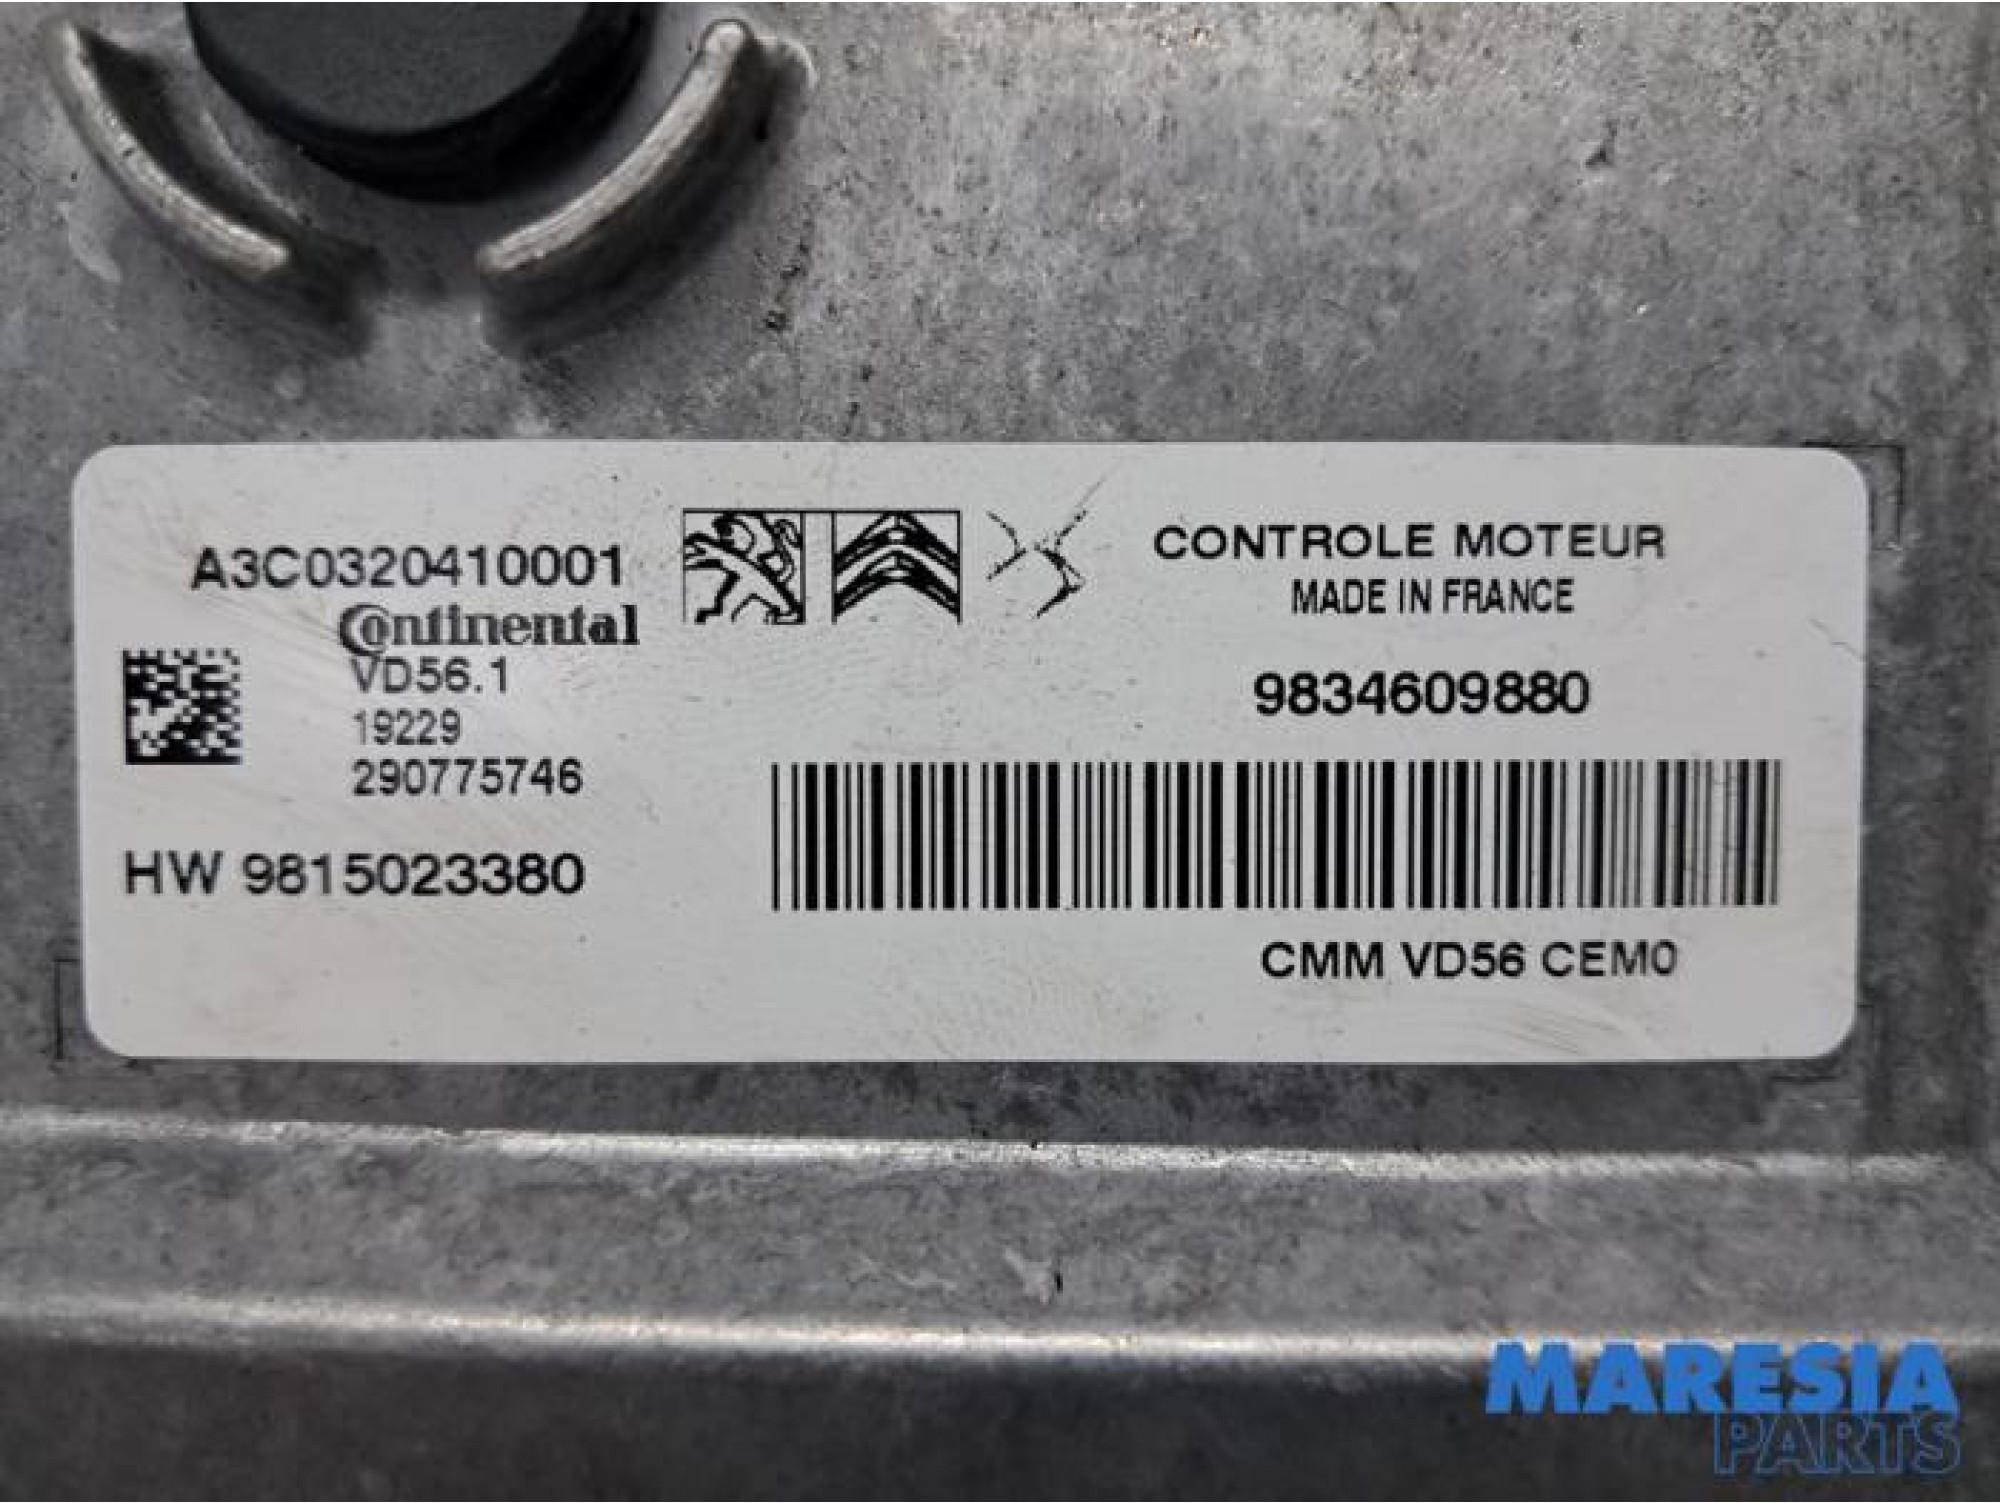 A3C0320410001
Continental
VD56.1
19229
290775746
HW 9815023380
CONTROLE MOTEUR
MADE IN FRANCE
9834609880
CMM VD56 CEM0
MARESIA
PARTS